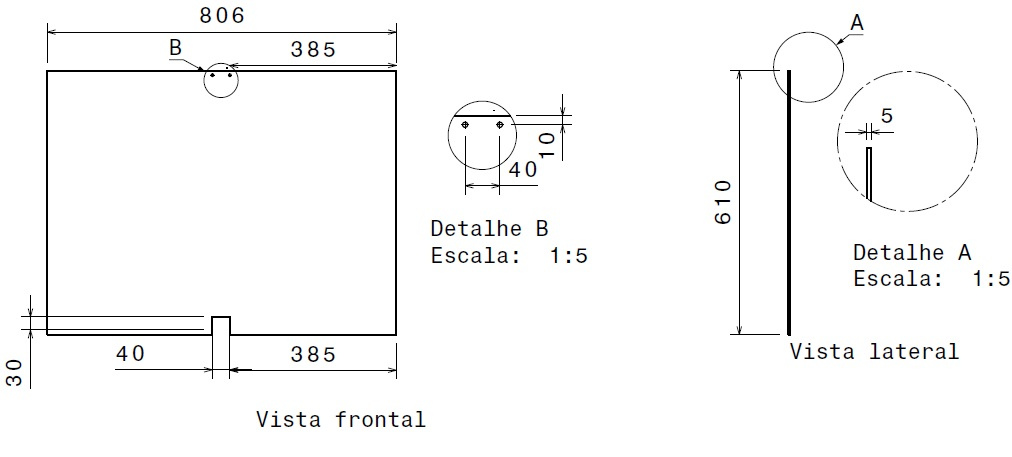 806
B
385
10
40
Detalhe B
Escala: 1:5
30
40
385
Vista frontal
A
5
610
Detalhe A
Escala: 1:5
Vista lateral